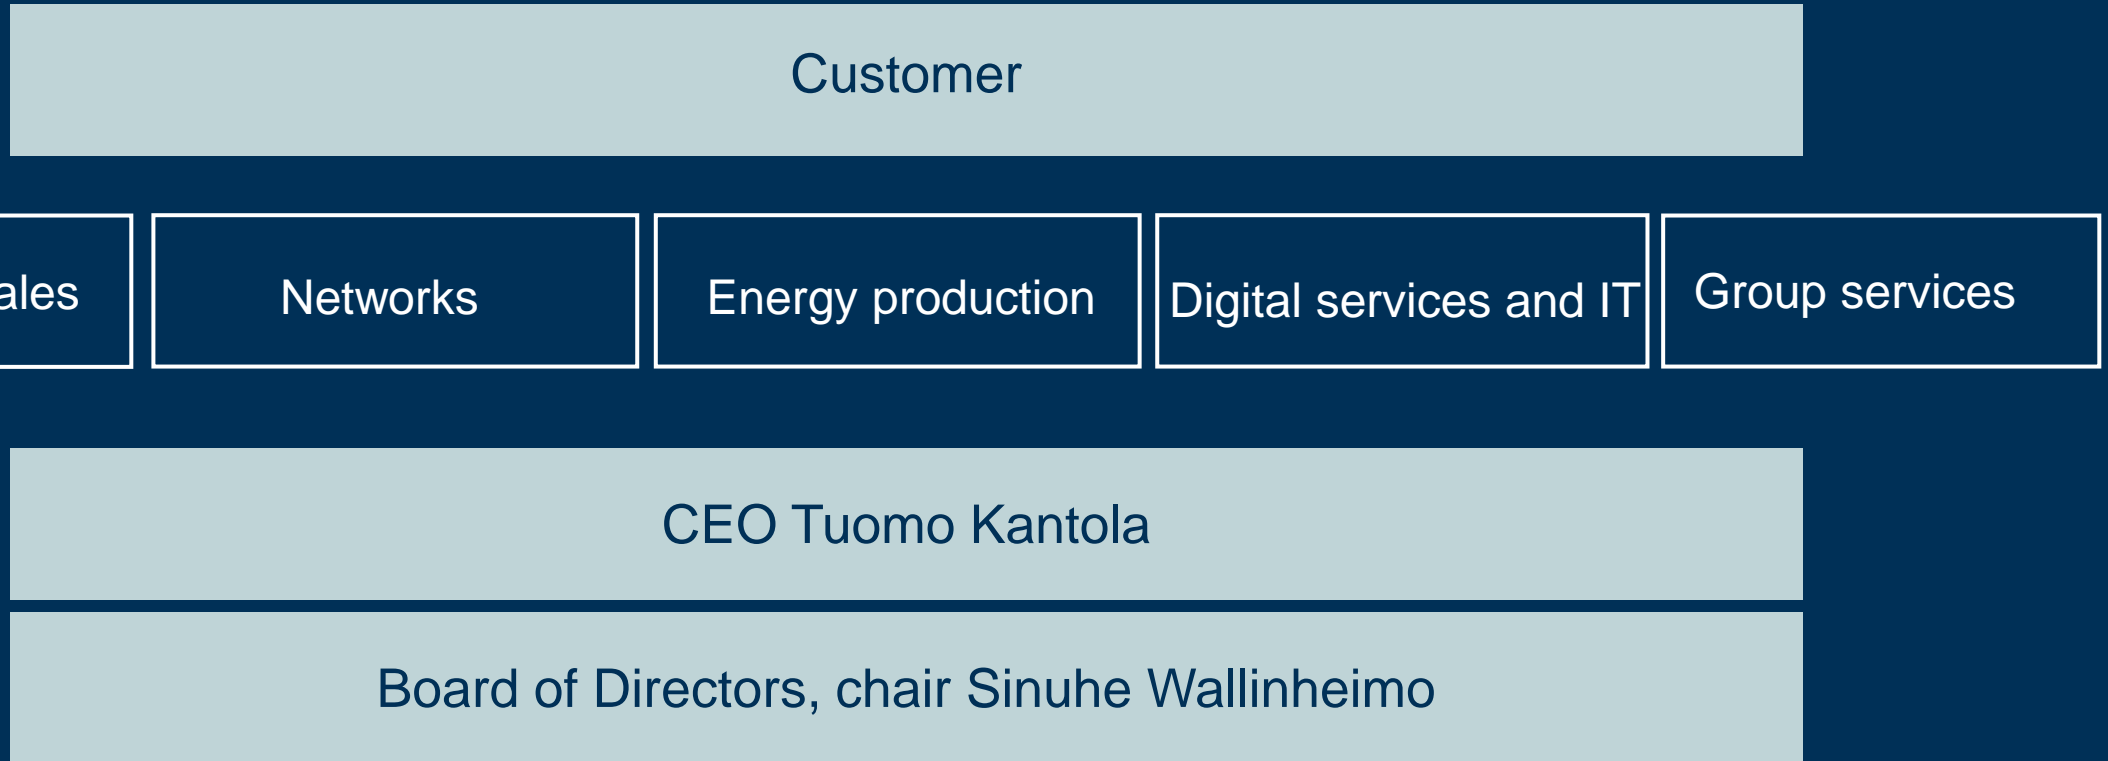 Customer
ales
Networks
Energy production
Digital services and IT
Group services
CEO Tuomo Kantola
Board of Directors, chair Sinuhe Wallinheimo